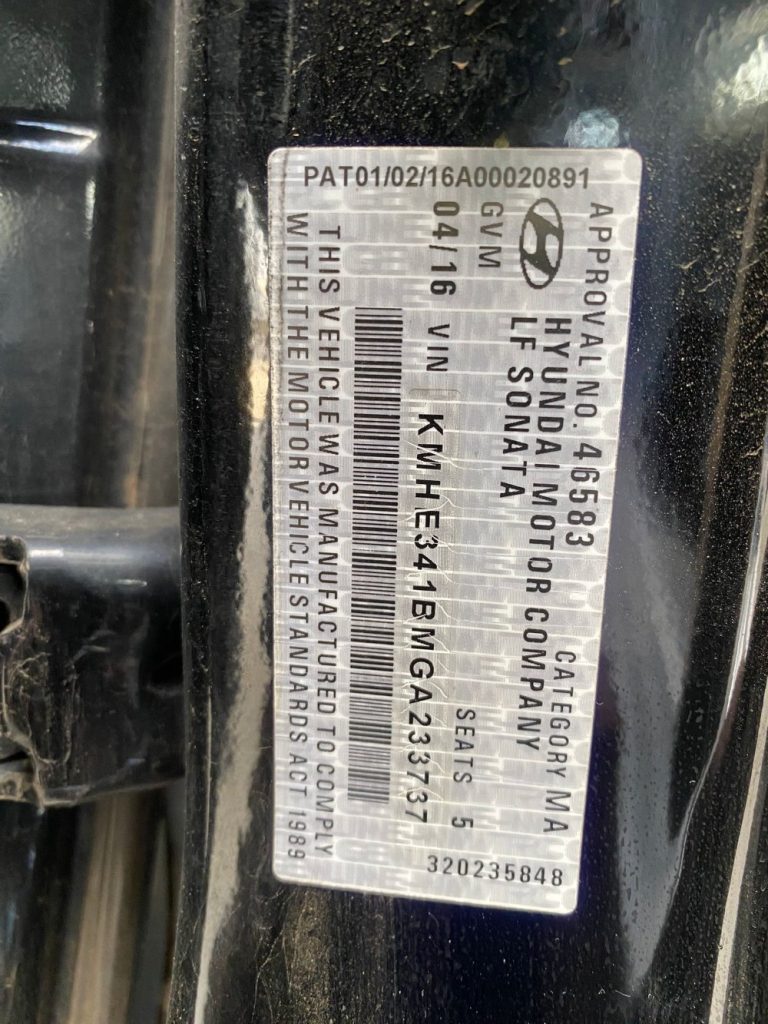 PAT01/02/16A00020891
APPROVAL NO. 46583 CATEGORY MA
HYUNDAI MOTOR COMPANY
LF SONATA
GVM SEATS 5
04/16 VIN KMHE341BMGA233737
THIS VEHICLE WAS MANUFACTURED TO COMPLY
WITH THE MOTOR VEHICLE STANDARDS ACT 1989
320235848